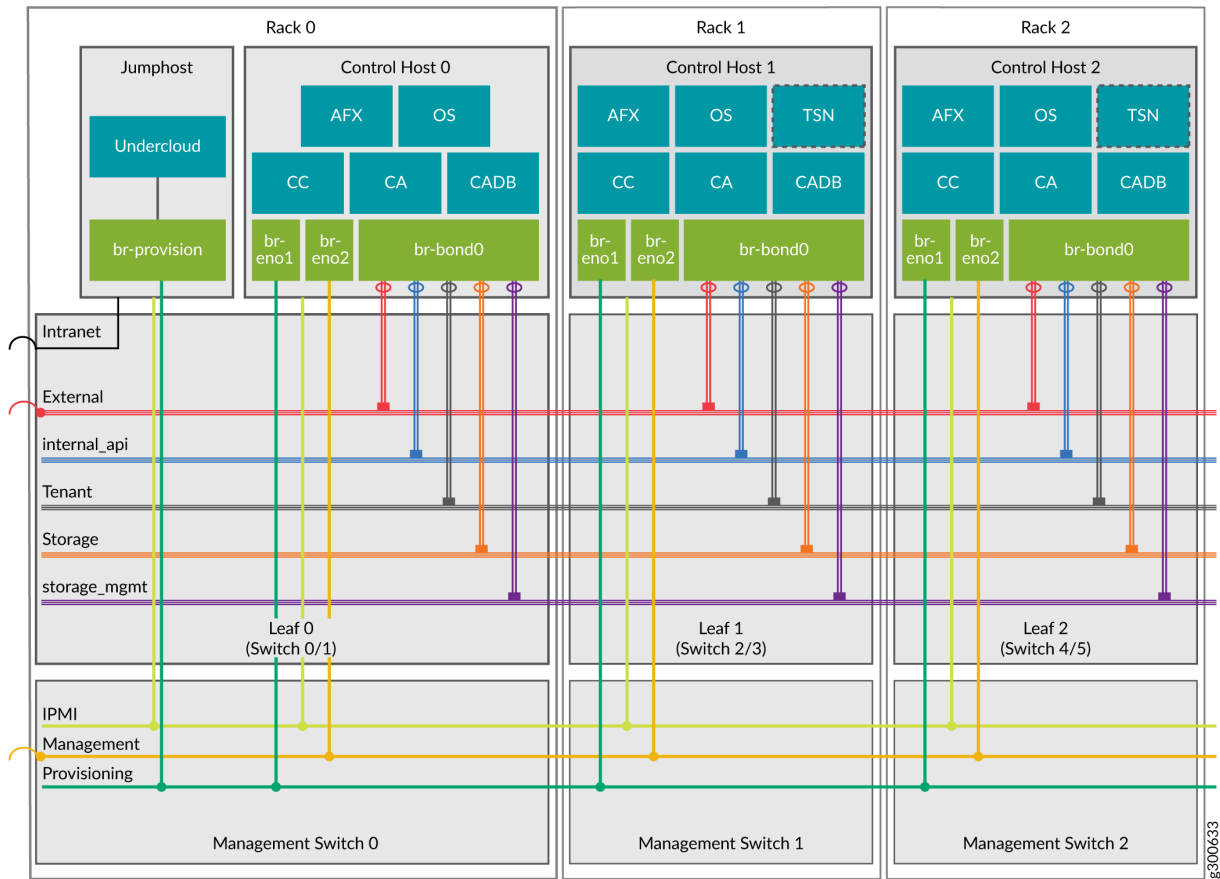 Rack 0
Jumphost
Undercloud
br-provision
Control Host 0
AFX
OS
CC
CA
CADB
br-
eno1
br-
eno2
br-bond0
Rack 1
Control Host 1
AFX
OS
TSN
CC
CA
CADB
br-
eno1
br-
eno2
br-bond0
Rack 2
Control Host 2
AFX
OS
TSN
CC
CA
CADB
br-
eno1
br-
eno2
br-bond0
Intranet
External
internal_api
Tenant
Storage
storage_mgmt
Leaf 0
(Switch 0/1)
Leaf 1
(Switch 2/3)
Leaf 2
(Switch 4/5)
IPMI
Management
Provisioning
Management Switch 0
Management Switch 1
Management Switch 2
g300633